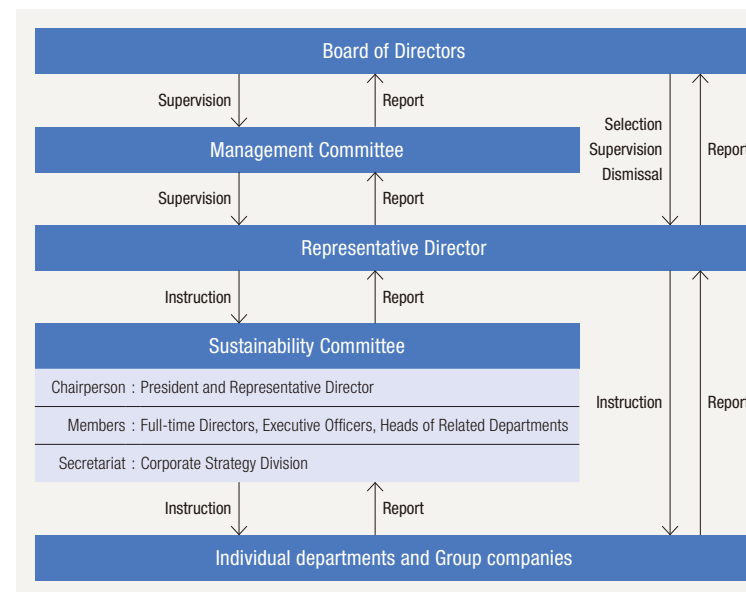 Board of Directors
Supervision
Report
Selection
Supervision
Dismissal
Report
Management Committee
Supervision
Report
Representative Director
Instruction
Report
Sustainability Committee
Chairperson : President and Representative Director
Members : Full-time Directors, Executive Officers, Heads of Related Departments
Secretariat : Corporate Strategy Division
Instruction
Report
Instruction
Report
Individual departments and Group companies